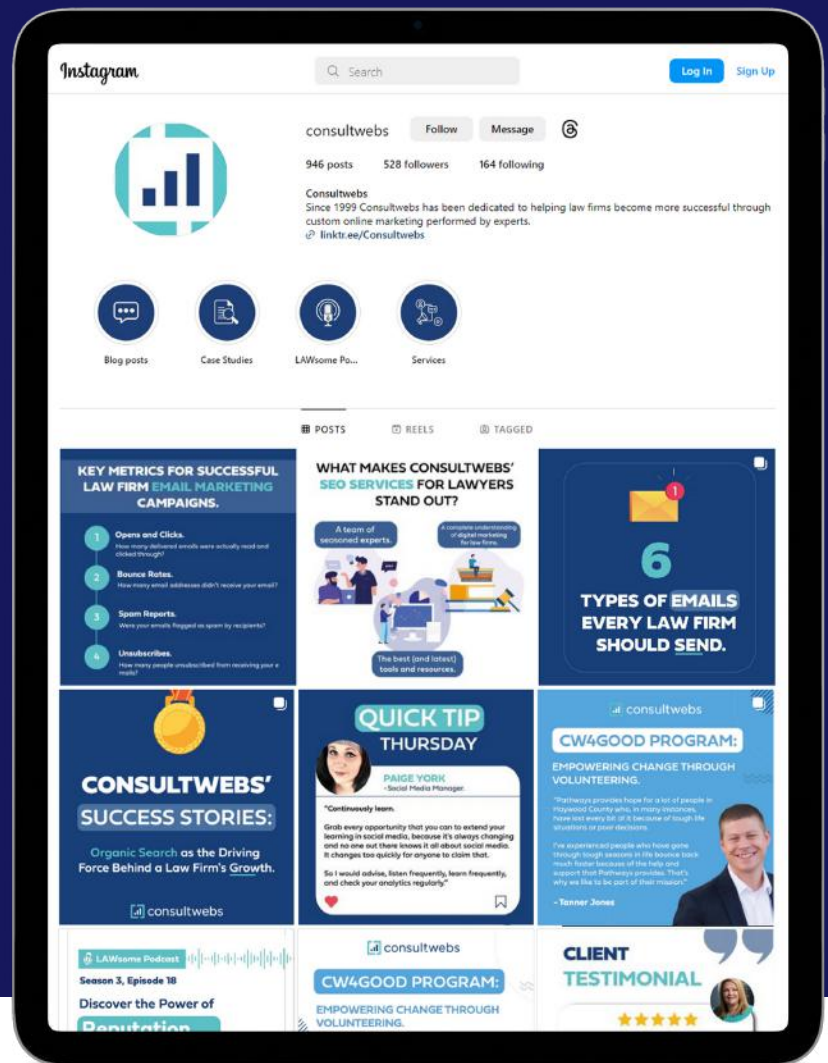 Instagram
Search
Log In
Sign Up
consultwebs
Follow
Message
946 posts
528 followers
164 following
Consultwebs
Since 1999 Consultwebs has been dedicated to helping law firms become more successful through
custom online marketing performed by experts.
linktr.ee/Consultwebs
Blog posts
Case Studies
LAWsome Po...
Services
POSTS
REELS
TAGGED
KEY METRICS FOR SUCCESSFUL
LAW FIRM EMAIL MARKETING
CAMPAIGNS.
1
Opens and Clicks.
How many delivered emails were actually read and
clicked through?
2
Bounce Rates.
How many email addresses didn't receive your email?
3
Spam Reports.
Were your emails flagged as spam by recipients?
4
Unsubscribes.
How many people unsubscribed from receiving your e
mails?
WHAT MAKES CONSULTWEBS'
SEO SERVICES FOR LAWYERS
STAND OUT?
A team of
seasoned experts.
A complete understanding
of digital marketing
for law firms.
The best (and latest)
tools and resources.
1
6
TYPES OF EMAILS
EVERY LAW FIRM
SHOULD SEND.
CONSULTWEBS'
SUCCESS STORIES:
Organic Search as the Driving
Force Behind a Law Firm's Growth.
consultwebs
QUICK TIP
THURSDAY
PAIGE YORK
-Social Media Manager.
"Continuously learn.
Grab every opportunity that you can to extend your
learning in social media, because it's always changing
and no one out there knows it all about social media.
It changes too quickly for anyone to claim that.
So I would advise, listen frequently, learn frequently,
and check your analytics regularly."
consultwebs
CW4GOOD PROGRAM:
EMPOWERING CHANGE THROUGH
VOLUNTEERING.
"Pathways provides hope for a lot of people in
Haywood County who, in many instances,
have lost every bit of it because of tough life
situations or poor decisions.
I've experienced people who have gone
through tough seasons in life bounce back
much faster because of the help and
support that Pathways provides. That's
why we like to be part of their mission."
- Tanner Jones
LAWsome Podcast
Season 3, Episode 18
Discover the Power of
Reputation
consultwebs
CW4GOOD PROGRAM:
EMPOWERING CHANGE THROUGH
VOLUNTEERING.
CLIENT
TESTIMONIAL